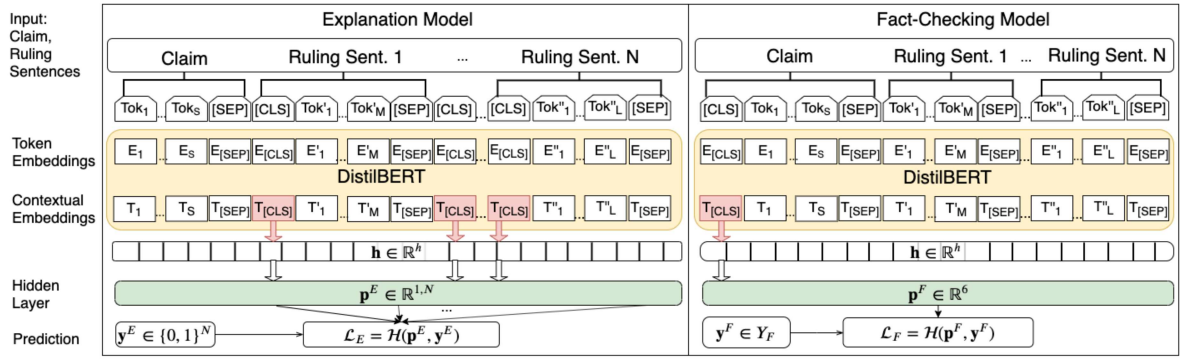 Explanation Model
Fact-Checking Model
Input:
Claim,
Ruling
Sentences
Claim Ruling Sent. 1 ... Ruling Sent. N
Claim Ruling Sent. 1 ... Ruling Sent. N
Tok₁ ... Tokₛ [SEP] [CLS] Tok'₁ ... Tok'M [SEP] [CLS] ... [CLS] Tok"₁ ... Tok"L [SEP]
[CLS] Tok₁ ... Tokₛ [SEP] Tok'₁ ... Tok'M [SEP] ... Tok"₁ ... Tok"L [SEP]
Token
Embeddings
E₁ ... Eₛ E[SEP] E[CLS] E'₁ ... E'M E[SEP] E[CLS] ... E[CLS] E"₁ ... E"L E[SEP]
E[CLS] E₁ ... Eₛ E[SEP] E'₁ ... E'M E[SEP] ... E"₁ ... E"L E[SEP]
DistilBERT
DistilBERT
Contextual
Embeddings
T₁ ... Tₛ T[SEP] T[CLS] T'₁ ... T'M T[SEP] T[CLS] ... T[CLS] T"₁ ... T"L T[SEP]
T[CLS] T₁ ... Tₛ T[SEP] T'₁ ... T'M T[SEP] ... T"₁ ... T"L T[SEP]
h ∈ ℝʰ
h ∈ ℝʰ
Hidden
Layer
pᴱ ∈ ℝ¹,ᴺ
...
pF ∈ ℝ⁶
Prediction
yᴱ ∈ {0, 1}ᴺ
ℒE = ℋ(pᴱ, yᴱ)
yF ∈ YF
ℒF = ℋ(pF, yF)